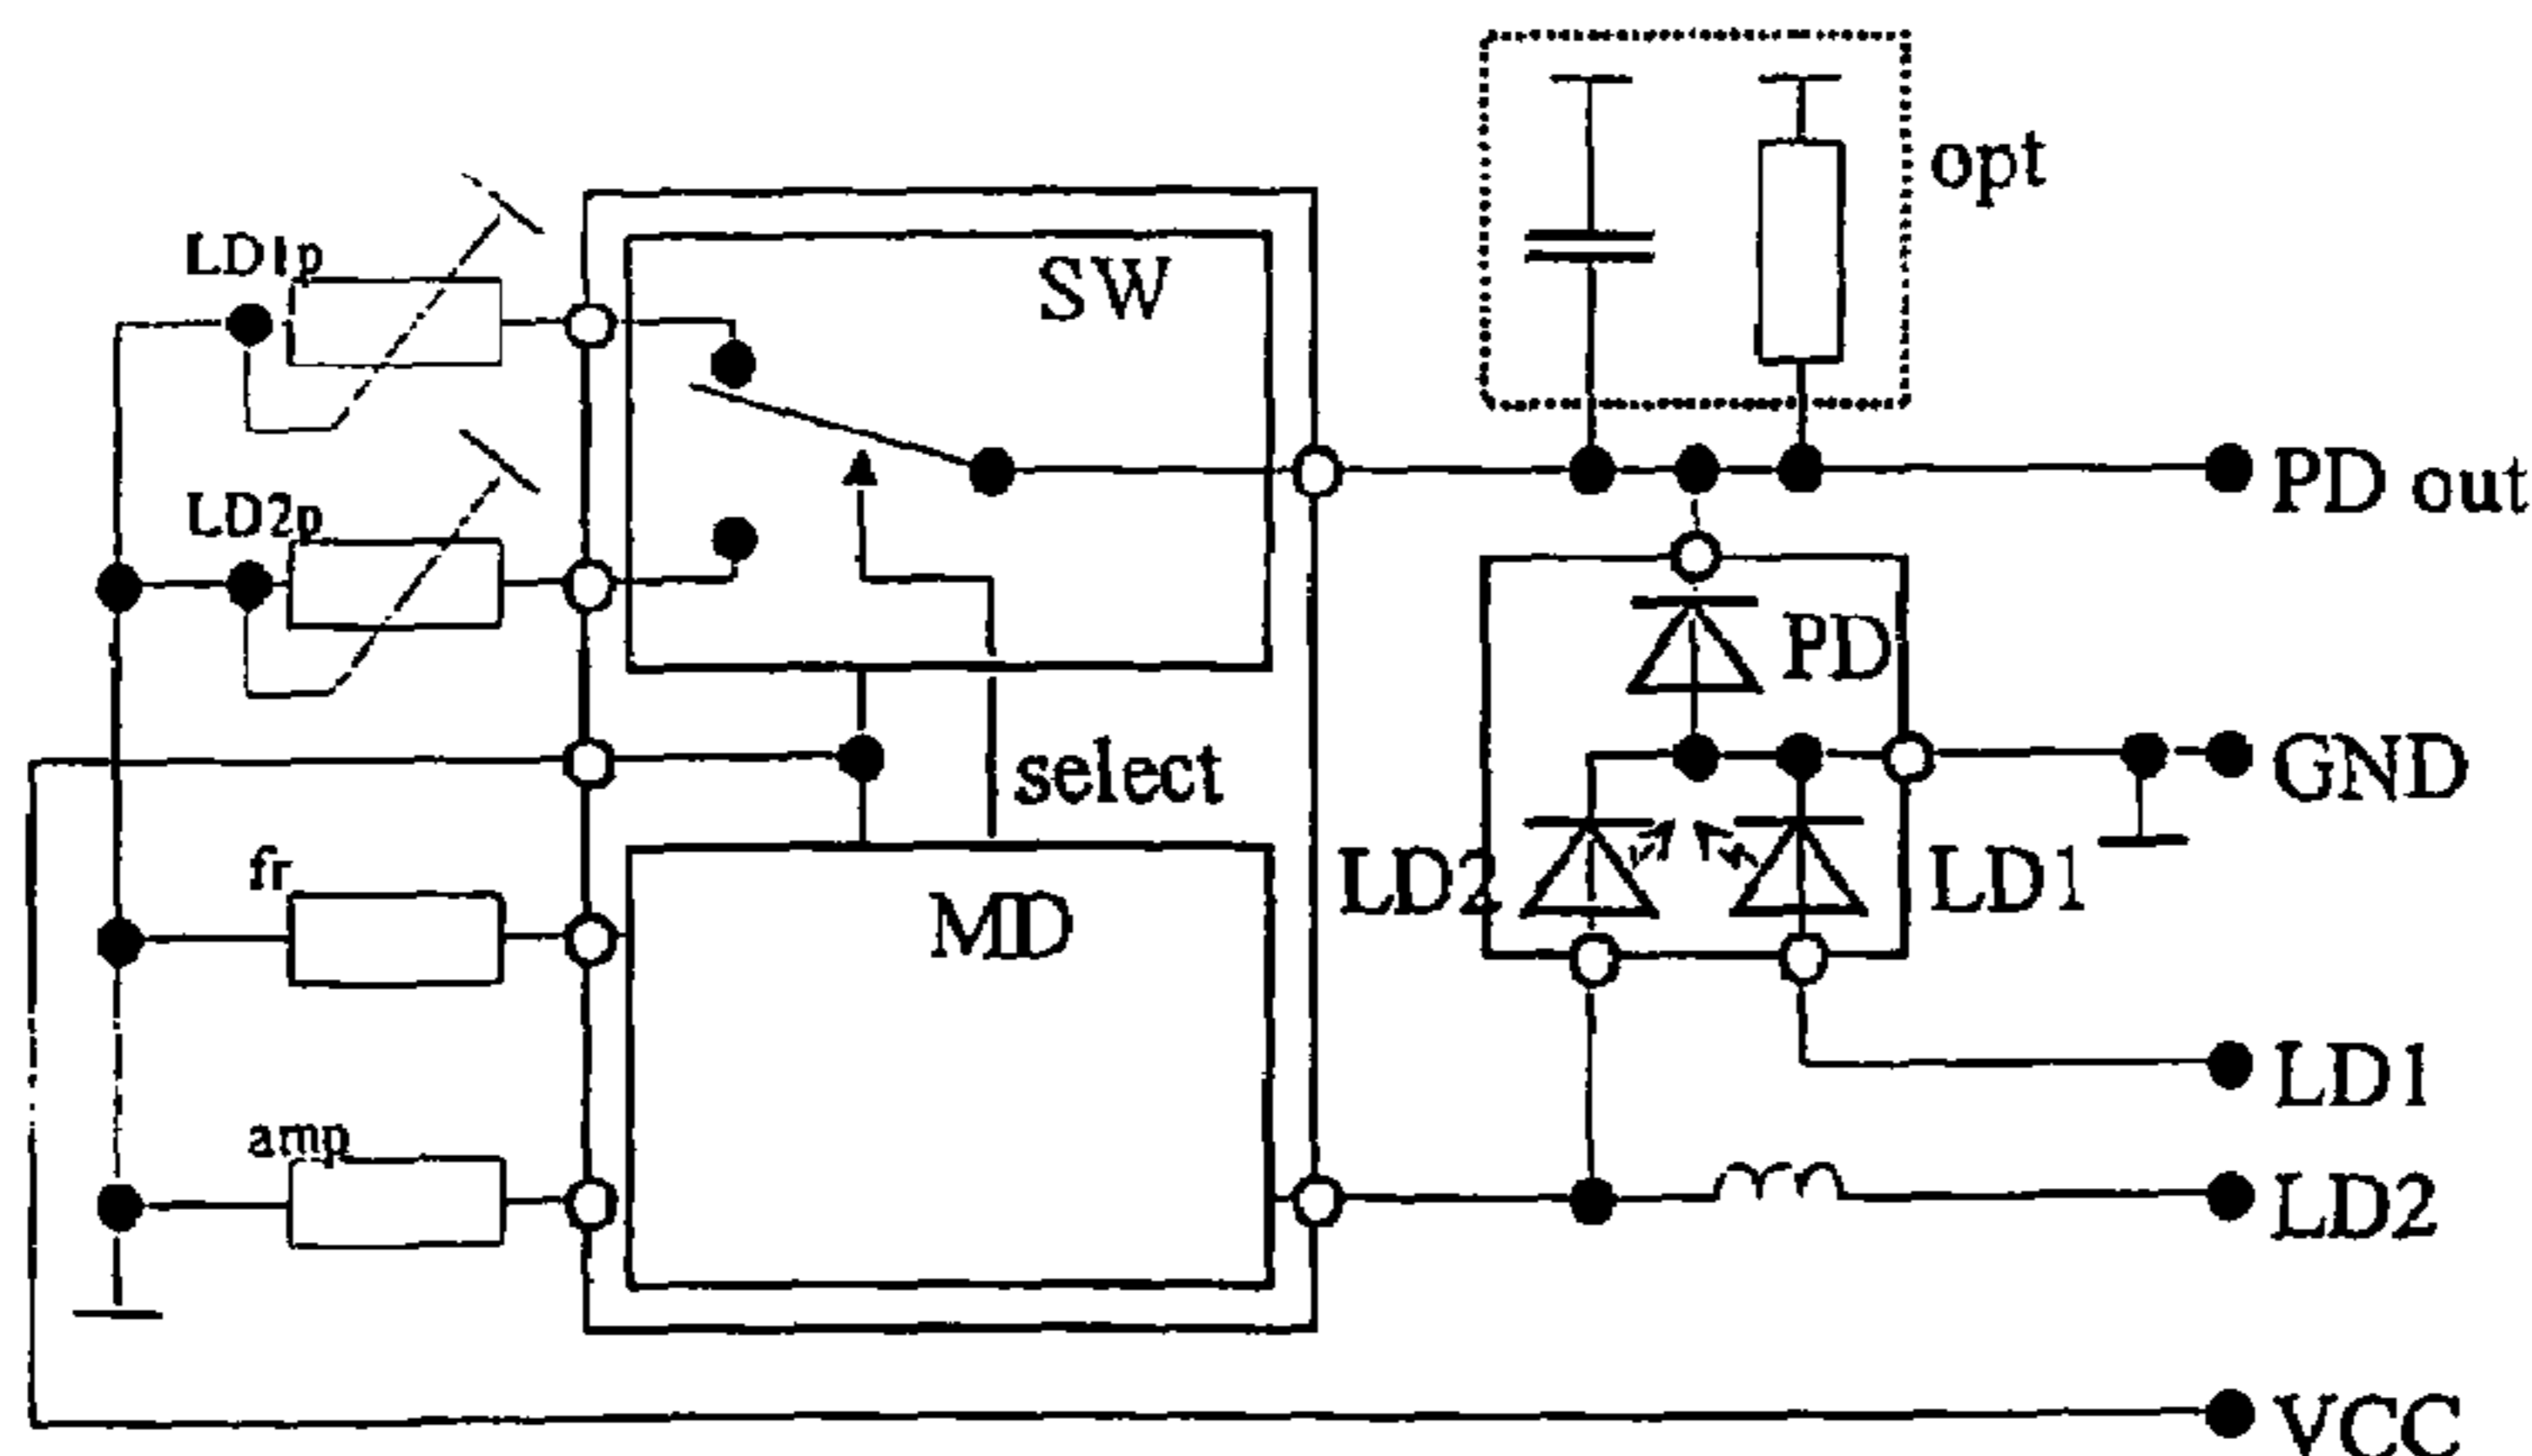 opt
LD1p
SW
LD2p
PD out
PD
select
GND
fr
MD
LD2
LD1
LD1
amp
LD2
VCC